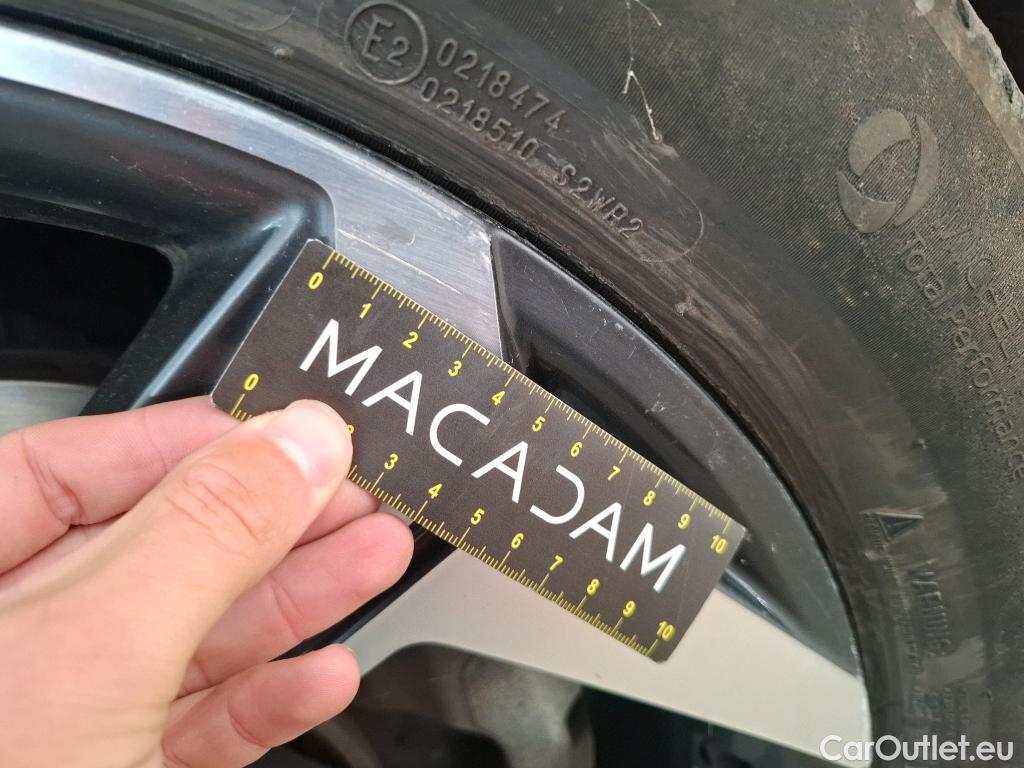 E2
0218474
0218510-S2WR2
MICHELIN
Total Performance
0 1 2 3 4 5 6 7 8 9 10
MACADAM
0 2 3 4 5 6 7 8 9 10
CarOutlet.eu